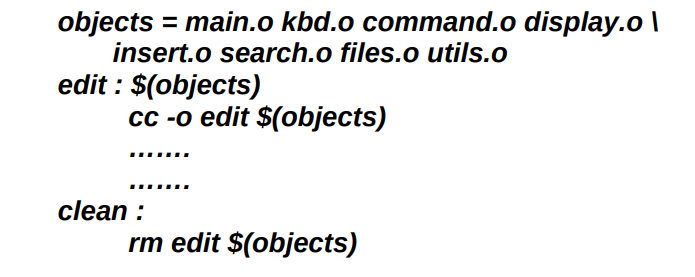 objects = main.o kbd.o command.o display.o \
insert.o search.o files.o utils.o
edit : $(objects)
cc -o edit $(objects)
…….
…….
clean :
rm edit $(objects)